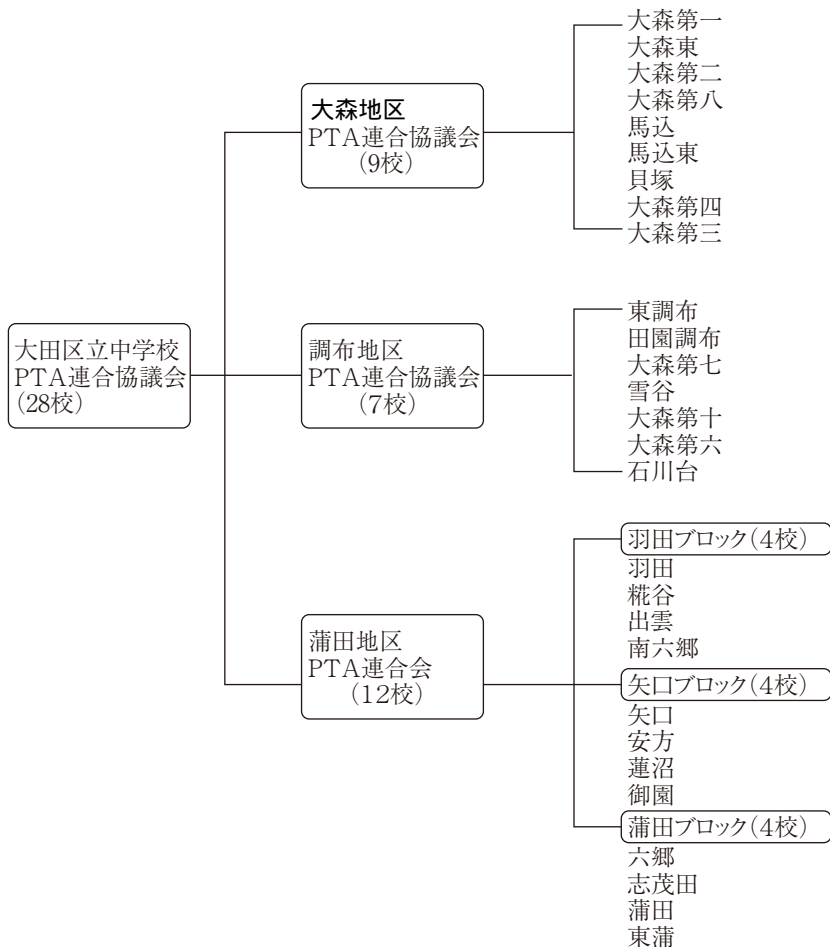 大田区立中学校
PTA連合協議会
(28校)
大森地区
PTA連合協議会
(9校)
大森第一
大森東
大森第二
大森第八
馬込
馬込東
貝塚
大森第四
大森第三
調布地区
PTA連合協議会
(7校)
東調布
田園調布
大森第七
雪谷
大森第十
大森第六
石川台
蒲田地区
PTA連合会
(12校)
羽田ブロック(4校)
羽田
糀谷
出雲
南六郷
矢口ブロック(4校)
矢口
安方
蓮沼
御園
蒲田ブロック(4校)
六郷
志茂田
蒲田
東蒲